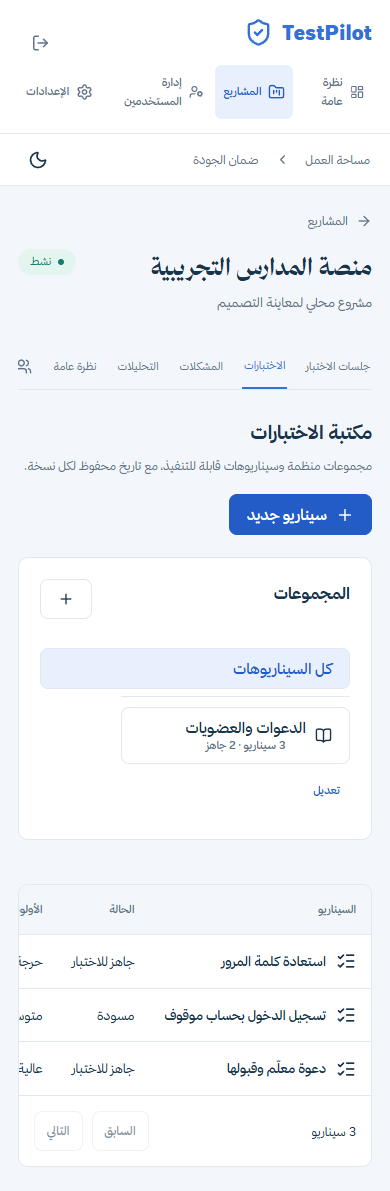 TestPilot
نظرة عامة
المشاريع
إدارة المستخدمين
الإعدادات
مساحة العمل
ضمان الجودة
المشاريع
منصة المدارس التجريبية
نشط
مشروع محلي لمعاينة التصميم
جلسات الاختبار
الاختبارات
المشكلات
التحليلات
نظرة عامة
مكتبة الاختبارات
مجموعات منظمة وسيناريوهات قابلة للتنفيذ، مع تاريخ محفوظ لكل نسخة.
سيناريو جديد
المجموعات
كل السيناريوهات
الدعوات والعضويات
3 سيناريو · 2 جاهز
تعديل
السيناريو الحالة
استعادة كلمة المرور جاهز للاختبار
تسجيل الدخول بحساب موقوف مسودة
دعوة معلّم وقبولها جاهز للاختبار عالية
3 سيناريو
السابق
التالي